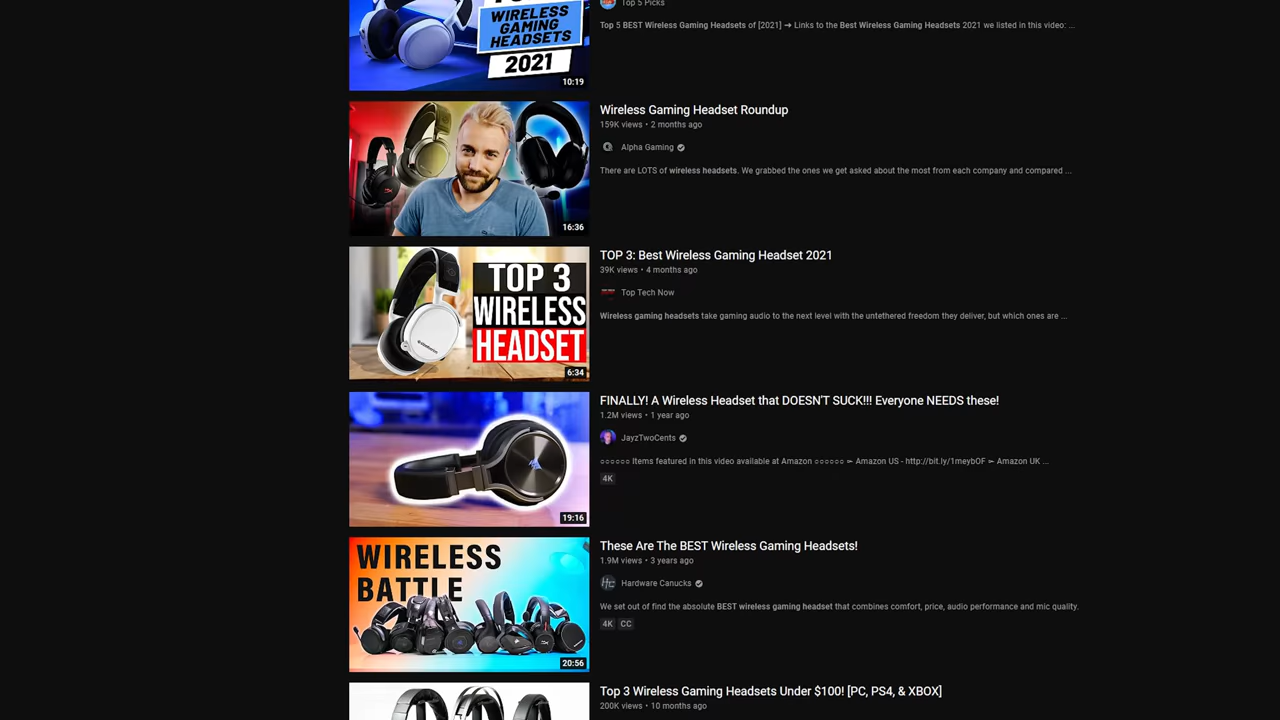 WIRELESS
GAMING
HEADSETS
2021
10:19
Top 5 Picks
Top 5 BEST Wireless Gaming Headsets of [2021] ➜ Links to the Best Wireless Gaming Headsets 2021 we listed in this video: ...
16:36
Wireless Gaming Headset Roundup
159K views • 2 months ago
Alpha Gaming
There are LOTS of wireless headsets. We grabbed the ones we get asked about the most from each company and compared ...
TOP 3
WIRELESS
HEADSET
6:34
TOP 3: Best Wireless Gaming Headset 2021
39K views • 4 months ago
Top Tech Now
Wireless gaming headsets take gaming audio to the next level with the untethered freedom they deliver, but which ones are ...
19:16
FINALLY! A Wireless Headset that DOESN'T SUCK!!! Everyone NEEDS these!
1.2M views • 1 year ago
JayzTwoCents
○○○○○○ Items featured in this video available at Amazon ○○○○○○ ► Amazon US - http://bit.ly/1meybOF ► Amazon UK ...
4K
WIRELESS
BATTLE
20:56
These Are The BEST Wireless Gaming Headsets!
1.9M views • 3 years ago
Hardware Canucks
We set out of find the absolute BEST wireless gaming headset that combines comfort, price, audio performance and mic quality.
4K CC
Top 3 Wireless Gaming Headsets Under $100! [PC, PS4, & XBOX]
200K views • 10 months ago